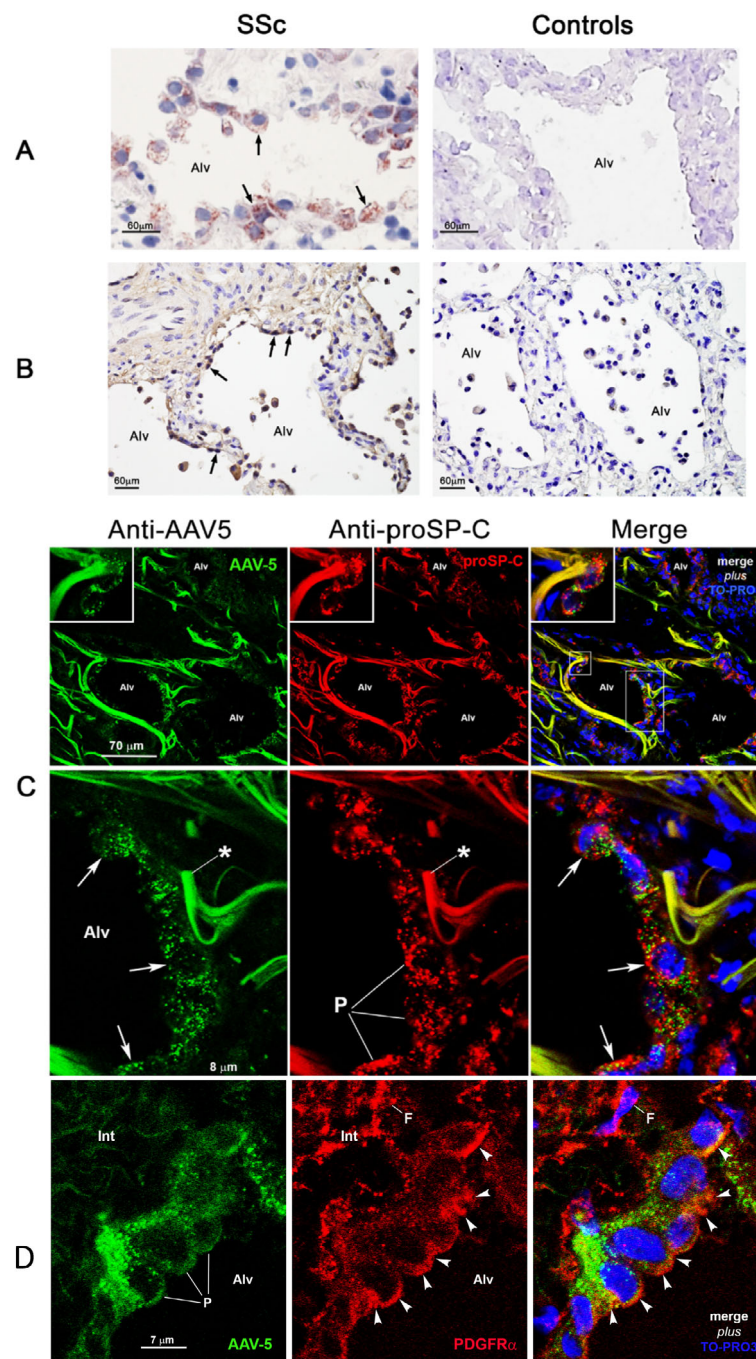 SSc Controls
A
Alv
60µm
Alv
60µm
B
Alv
Alv
60µm
Alv
Alv
60µm
Anti-AAV5 Anti-proSP-C Merge
C
AAV-5
Alv
Alv
Alv
70 µm
proSP-C
Alv
Alv
Alv
merge
plus
TO-PRO3
Alv
Alv
Alv
*
Alv
8 µm
*
P
D
Int
Alv
P
7 µm
AAV-5
F
Int
Alv
PDGFRα
F
merge
plus
TO-PRO3